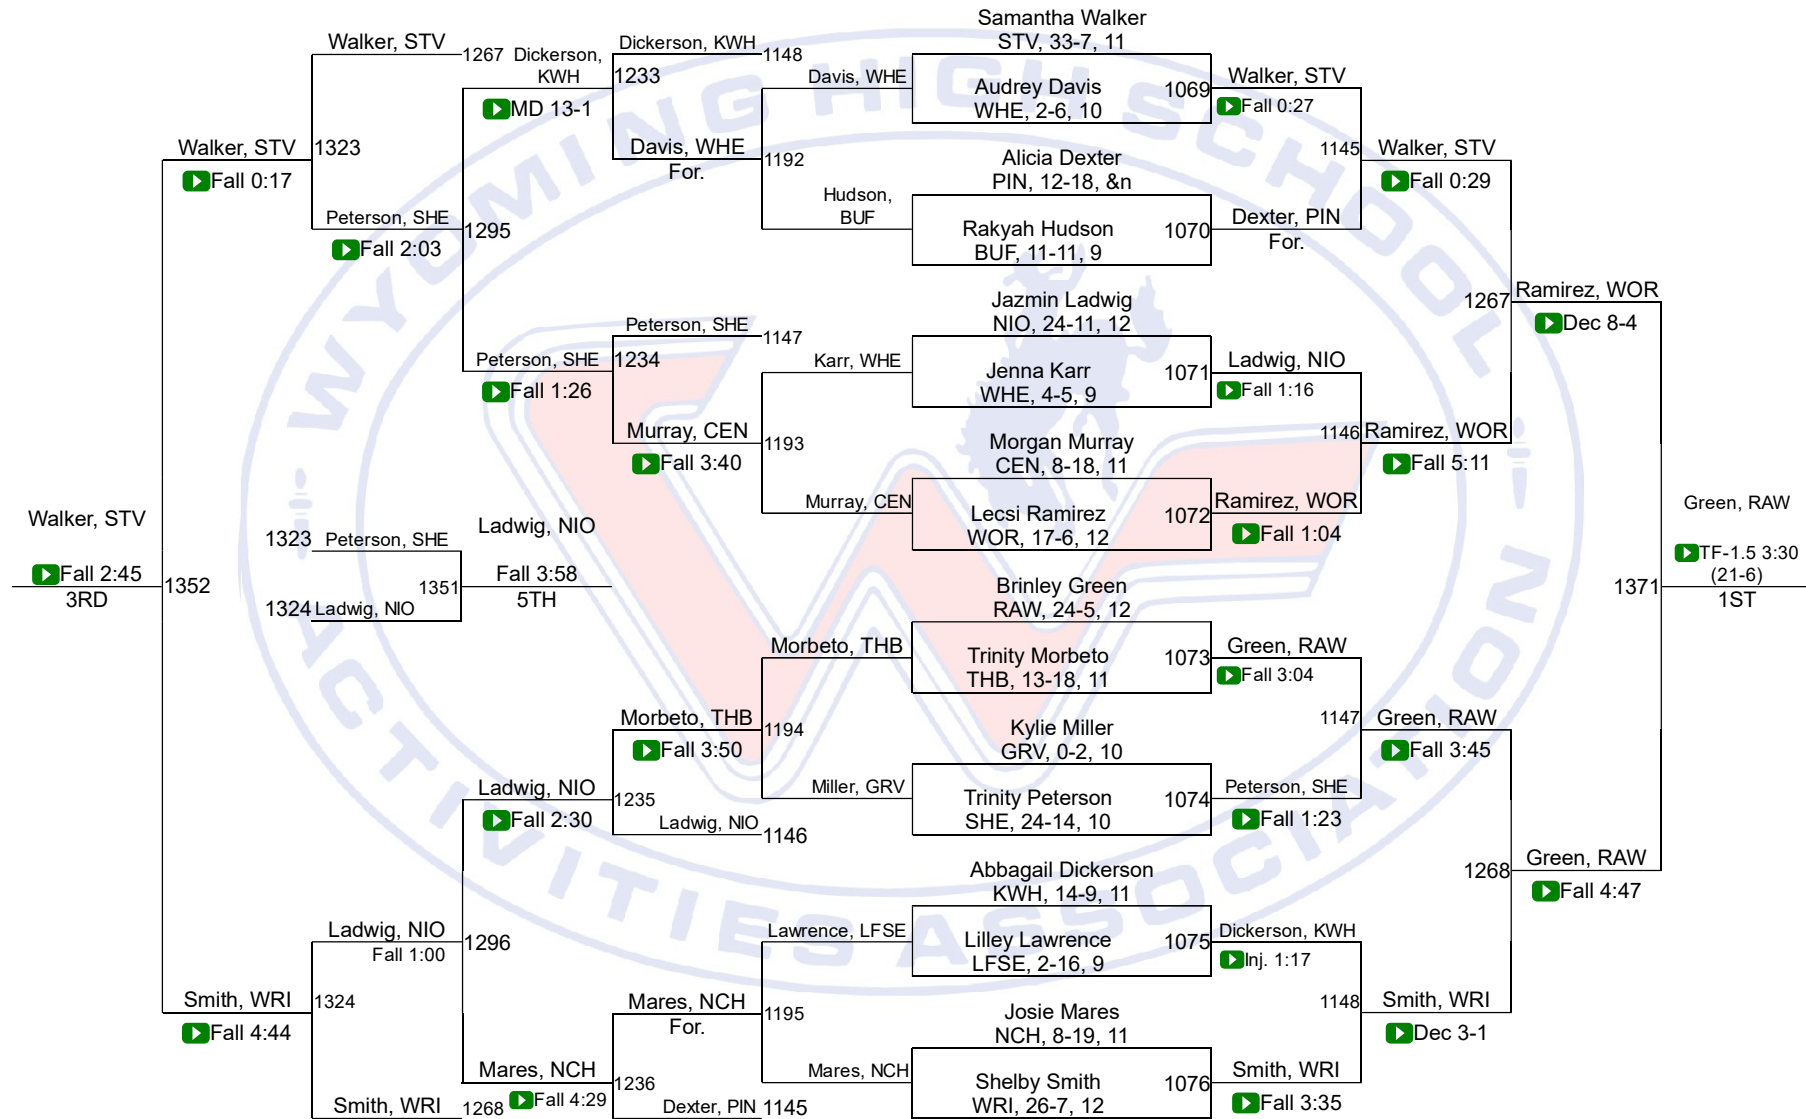 Samantha Walker
STV, 33-7, 11
Walker, STV
1267
Dickerson,
KWH
Dickerson, KWH
1148
1233
MD 13-1
Davis, WHE
Audrey Davis
WHE, 2-6, 10
1069
Walker, STV
Fall 0:27
Walker, STV
1323
Fall 0:17
Davis, WHE
For.
1192
Alicia Dexter
PIN, 12-18, &n
1145
Walker, STV
Fall 0:29
Peterson, SHE
1295
Fall 2:03
Hudson,
BUF
Rakyah Hudson
BUF, 11-11, 9
1070
Dexter, PIN
For.
Jazmin Ladwig
NIO, 24-11, 12
1267
Ramirez, WOR
Dec 8-4
Peterson, SHE
1147
Peterson, SHE
1234
Fall 1:26
Karr, WHE
Jenna Karr
WHE, 4-5, 9
1071
Ladwig, NIO
Fall 1:16
Murray, CEN
1193
Fall 3:40
Morgan Murray
CEN, 8-18, 11
1146
Ramirez, WOR
Fall 5:11
Murray, CEN
Lecsi Ramirez
WOR, 17-6, 12
1072
Ramirez, WOR
Fall 1:04
Walker, STV
Fall 2:45
3RD
1352
1323
Peterson, SHE
1324
Ladwig, NIO
1351
Ladwig, NIO
Fall 3:58
5TH
Green, RAW
TF-1.5 3:30
(21-6)
1ST
1371
Brinley Green
RAW, 24-5, 12
Morbeto, THB
Trinity Morbeto
THB, 13-18, 11
1073
Green, RAW
Fall 3:04
Morbeto, THB
1194
Fall 3:50
Kylie Miller
GRV, 0-2, 10
1147
Green, RAW
Fall 3:45
Ladwig, NIO
1235
Fall 2:30
Miller, GRV
Trinity Peterson
SHE, 24-14, 10
1074
Peterson, SHE
Fall 1:23
Ladwig, NIO
1146
Abbagail Dickerson
KWH, 14-9, 11
1268
Green, RAW
Fall 4:47
Ladwig, NIO
Fall 1:00
1296
Lawrence, LFSE
Lilley Lawrence
LFSE, 2-16, 9
1075
Dickerson, KWH
Inj. 1:17
Smith, WRI
1324
Fall 4:44
Mares, NCH
For.
1195
Josie Mares
NCH, 8-19, 11
1148
Smith, WRI
Dec 3-1
Mares, NCH
1236
Fall 4:29
Mares, NCH
Shelby Smith
WRI, 26-7, 12
1076
Smith, WRI
Fall 3:35
Smith, WRI
1268
Dexter, PIN
1145
WYOMING HIGH SCHOOL
ACTIVITIES ASSOCIATION